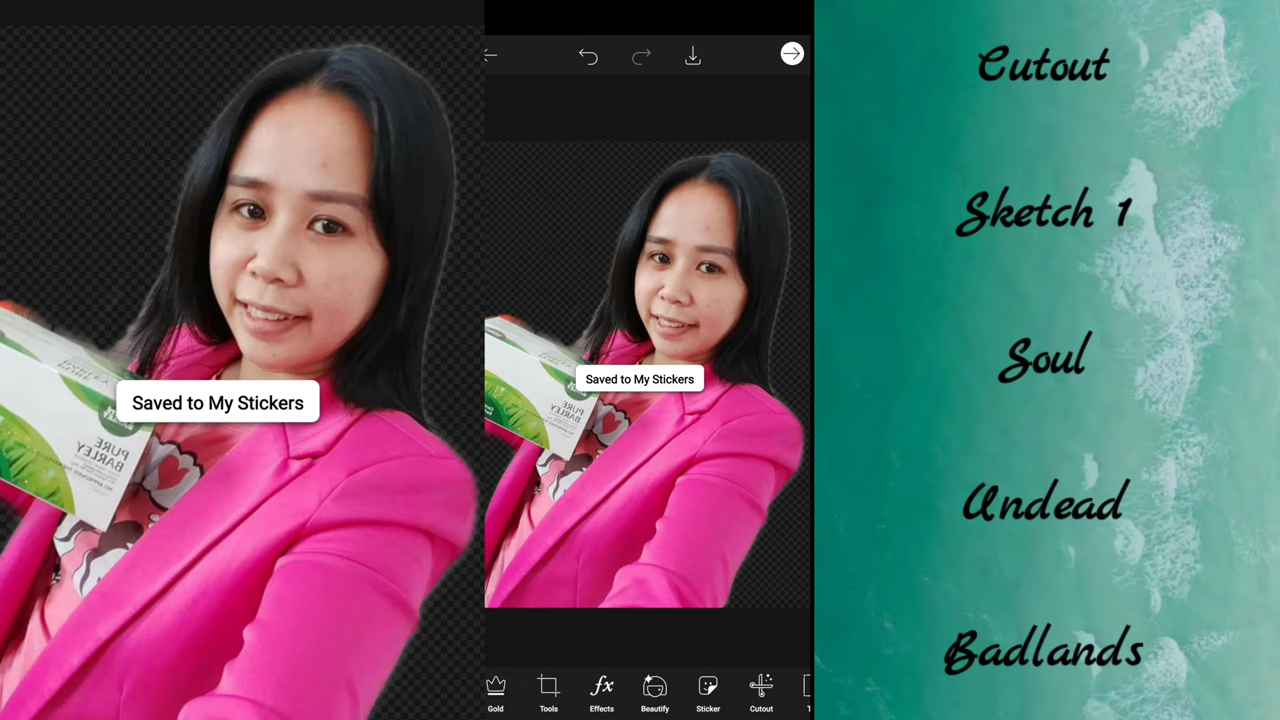 PURE
BARLEY
Saved to My Stickers
PURE
BARLEY
Saved to My Stickers
Gold
Tools
Effects
Beautify
Sticker
Cutout
Cutout
Sketch 1
Soul
Undead
Badlands